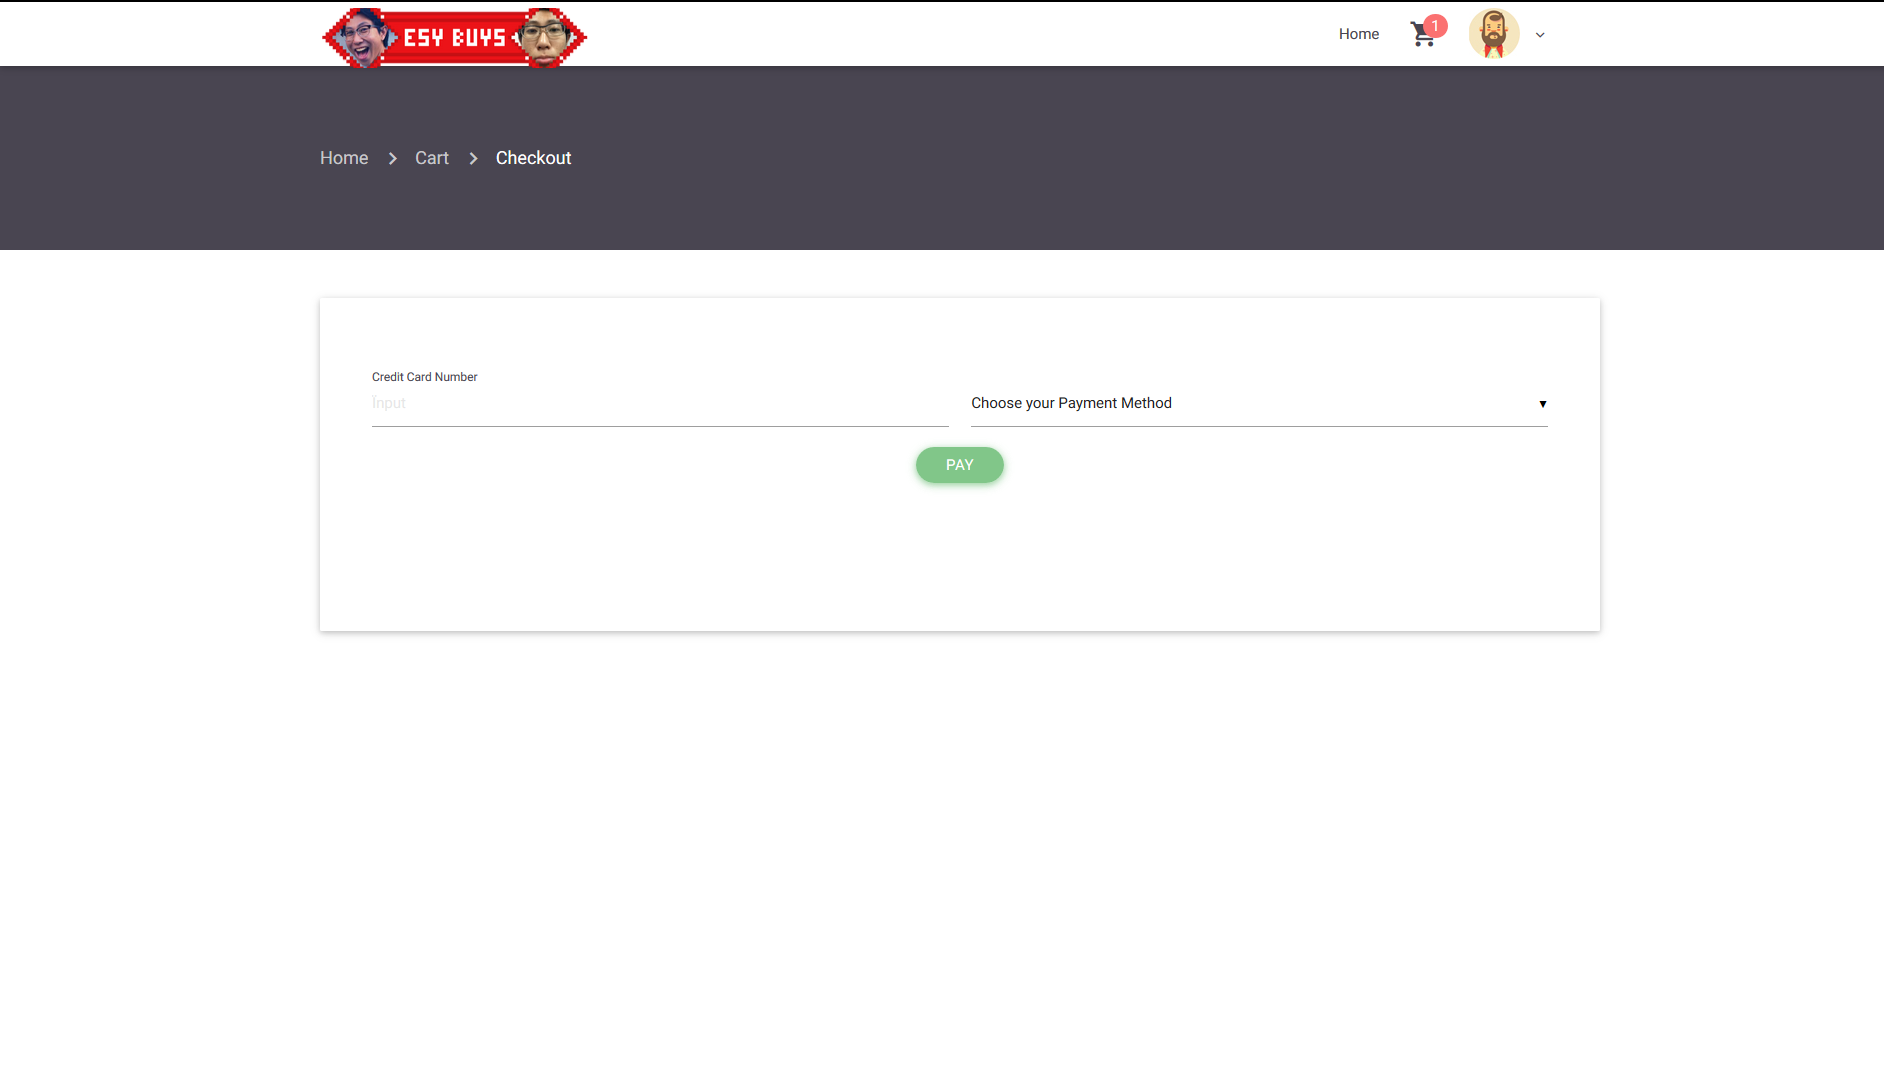 ESY BUYS
Home
1
Home > Cart > Checkout
Credit Card Number
Input
Choose your Payment Method
PAY